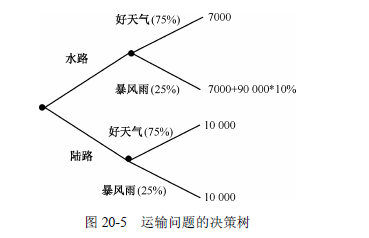 好天气(75%)
7000
水路
暴风雨(25%)
7000+90 000*10%
好天气(75%)
10 000
陆路
暴风雨(25%)
10 000
图 20-5 运输问题的决策树